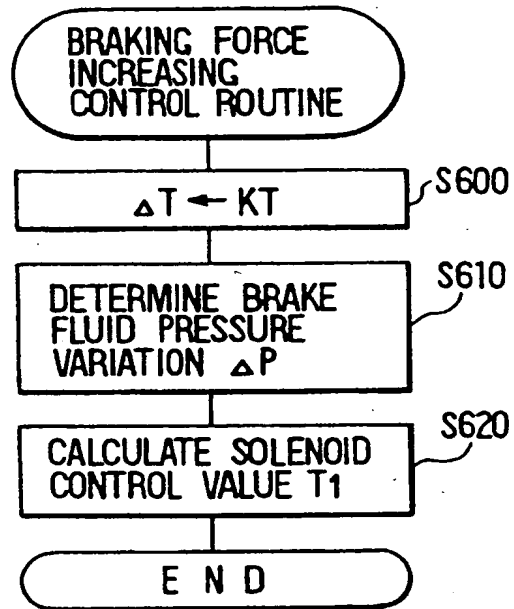 BRAKING FORCE
INCREASING
CONTROL ROUTINE
ΔT ← KT
S600
DETERMINE BRAKE
FLUID PRESSURE
VARIATION ΔP
S610
CALCULATE SOLENOID
CONTROL VALUE T1
S620
END